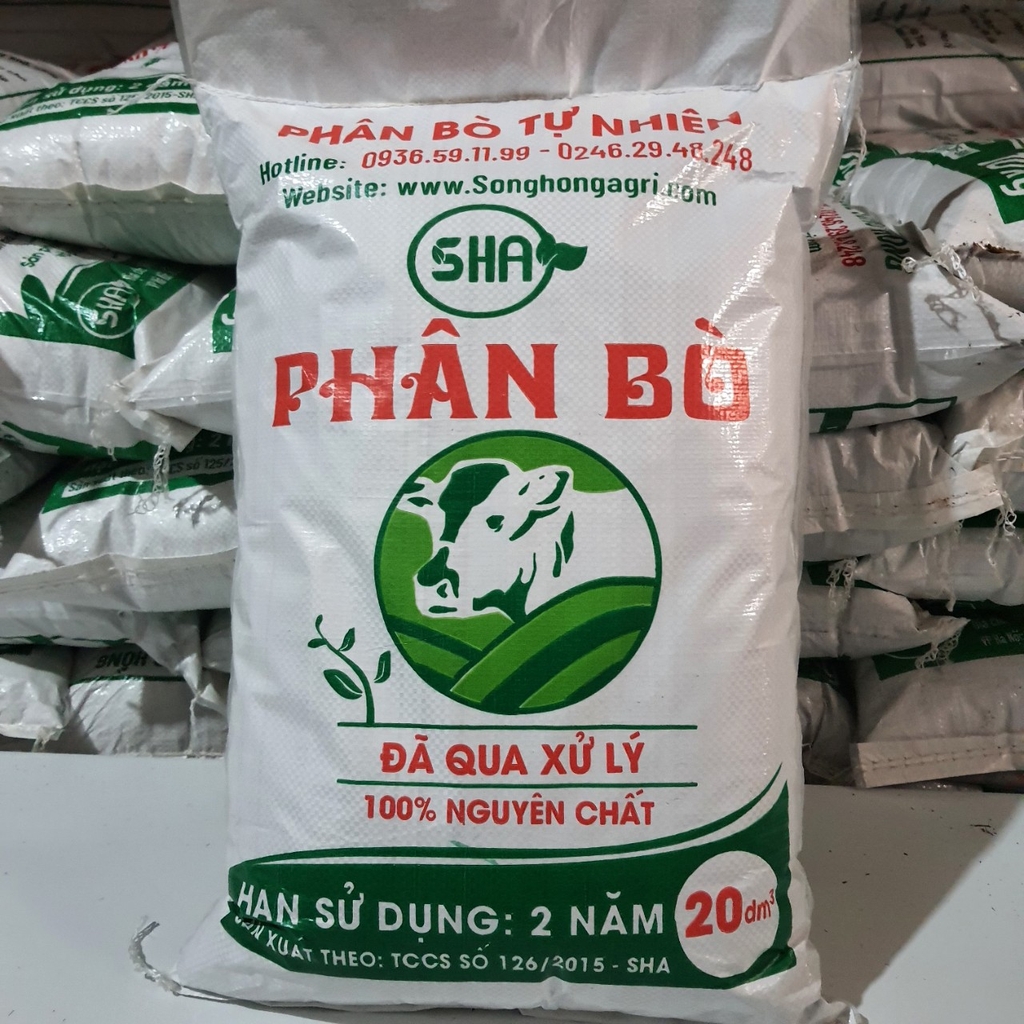 PHÂN BÒ TỰ NHIÊN
Hotline: 0936.59.11.99 - 0246.29.48.248
Website: www.Songhongagri.com
SHA
PHÂN BÒ
ĐÃ QUA XỬ LÝ
100% NGUYÊN CHẤT
HẠN SỬ DỤNG: 2 NĂM
20dm³
SẢN XUẤT THEO: TCCS SỐ 126/2015 - SHA
SHA